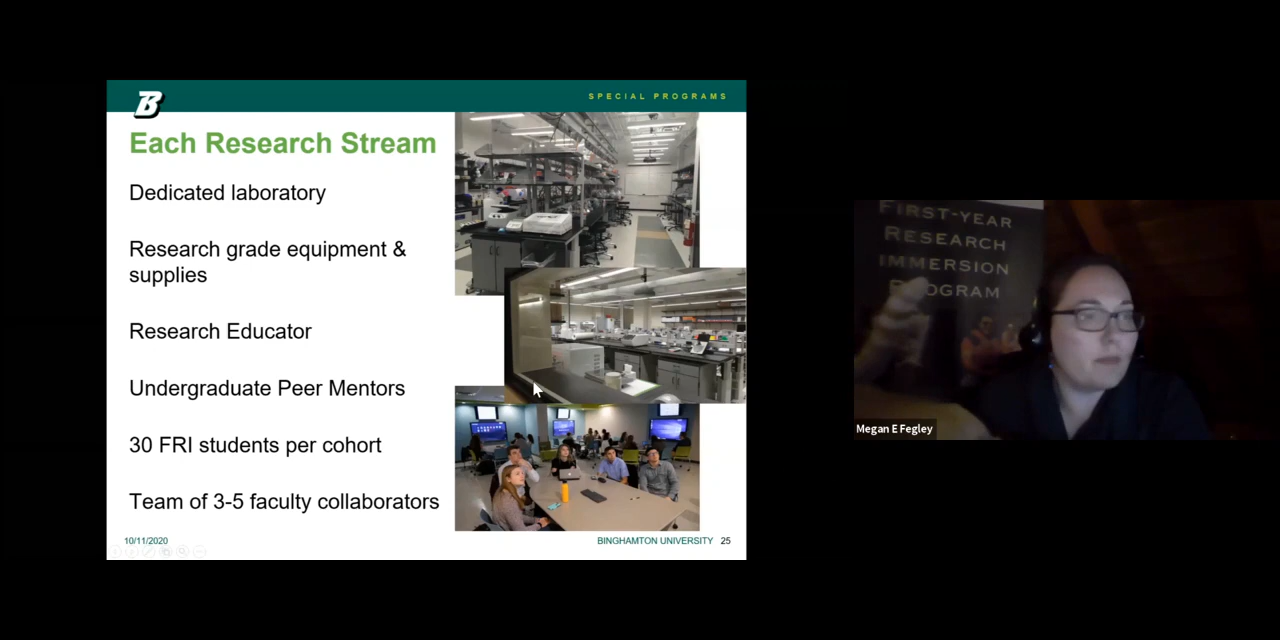 B
SPECIAL PROGRAMS
Each Research Stream
Dedicated laboratory
Research grade equipment &
supplies
Research Educator
Undergraduate Peer Mentors
30 FRI students per cohort
Team of 3-5 faculty collaborators
10/11/2020
BINGHAMTON UNIVERSITY 25
FIRST-YEAR
RESEARCH
IMMERSION
PROGRAM
Megan E Fegley